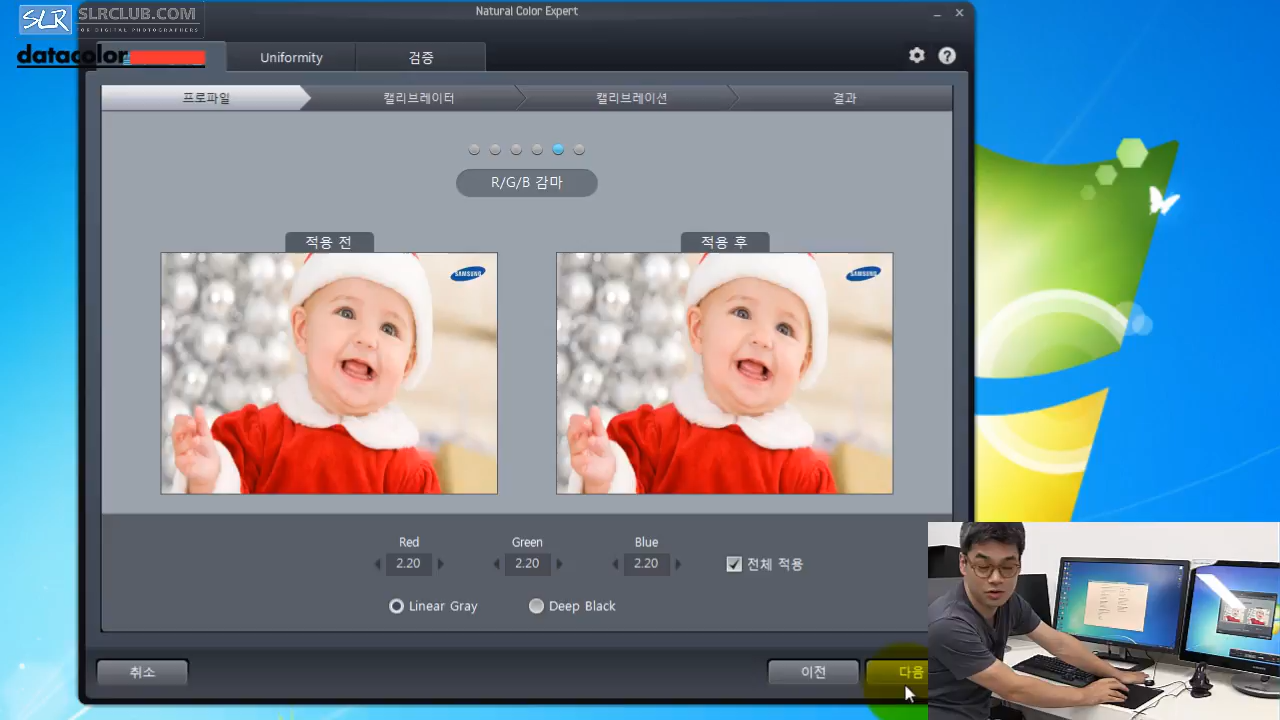 SLR
SLRCLUB.COM
FOR DIGITAL PHOTOGRAPHERS
datacolor
Natural Color Expert
Uniformity
검증
프로파일
캘리브레이터
캘리브레이션
결과
R/G/B 감마
적용 전
적용 후
SAMSUNG
SAMSUNG
Red
Green
Blue
2.20
2.20
2.20
전체 적용
Linear Gray
Deep Black
취소
이전
다음